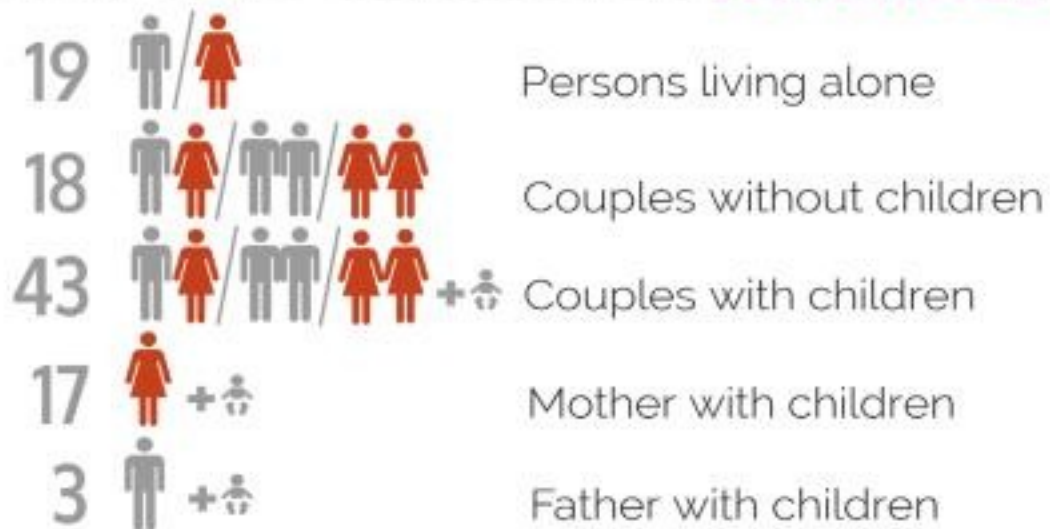 19 Persons living alone
18 Couples without children
43 Couples with children
17 Mother with children
3 Father with children